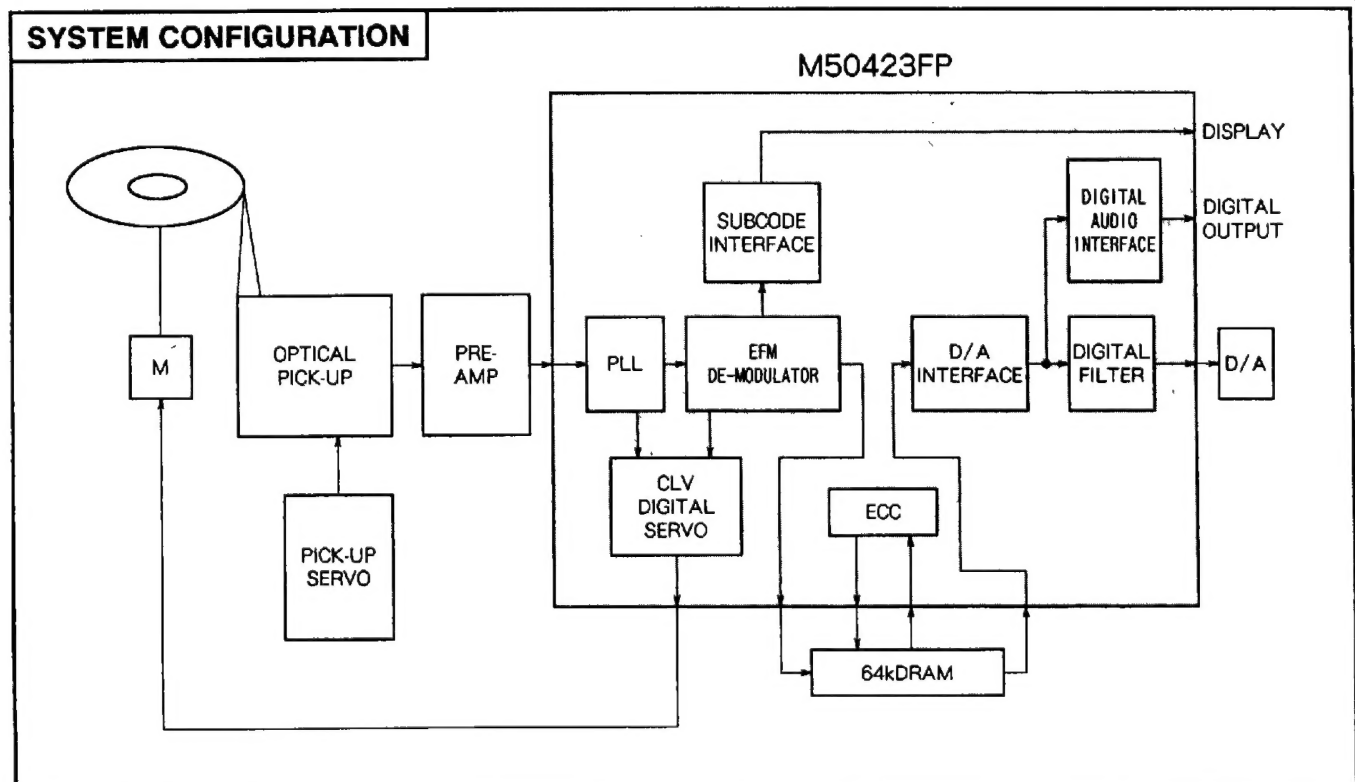 SYSTEM CONFIGURATION
M50423FP
DISPLAY
SUBCODE
INTERFACE
DIGITAL
AUDIO
INTERFACE
DIGITAL
OUTPUT
M
OPTICAL
PICK-UP
PRE-
AMP
PLL
EFM
DE-MODULATOR
D/A
INTERFACE
DIGITAL
FILTER
D/A
CLV
DIGITAL
SERVO
ECC
PICK-UP
SERVO
64kDRAM